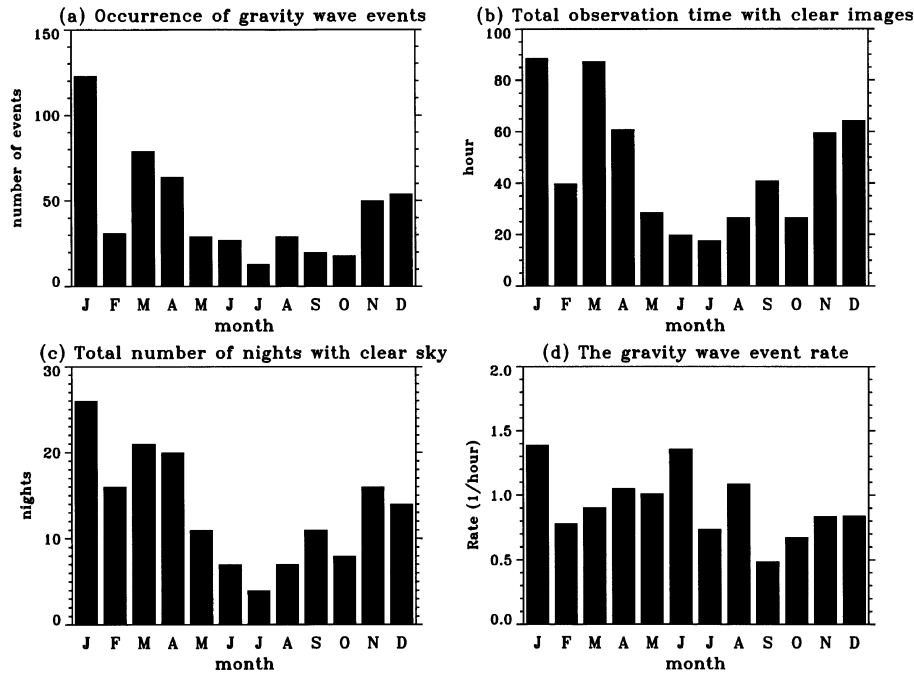 (a) Occurrence of gravity wave events
150
100
50
0
number of events
J F M A M J J A S O N D
month
(b) Total observation time with clear images
100
80
60
40
20
0
hour
J F M A M J J A S O N D
month
(c) Total number of nights with clear sky
30
20
10
0
nights
J F M A M J J A S O N D
month
(d) The gravity wave event rate
2.0
1.5
1.0
0.5
0.0
Rate (1/hour)
J F M A M J J A S O N D
month